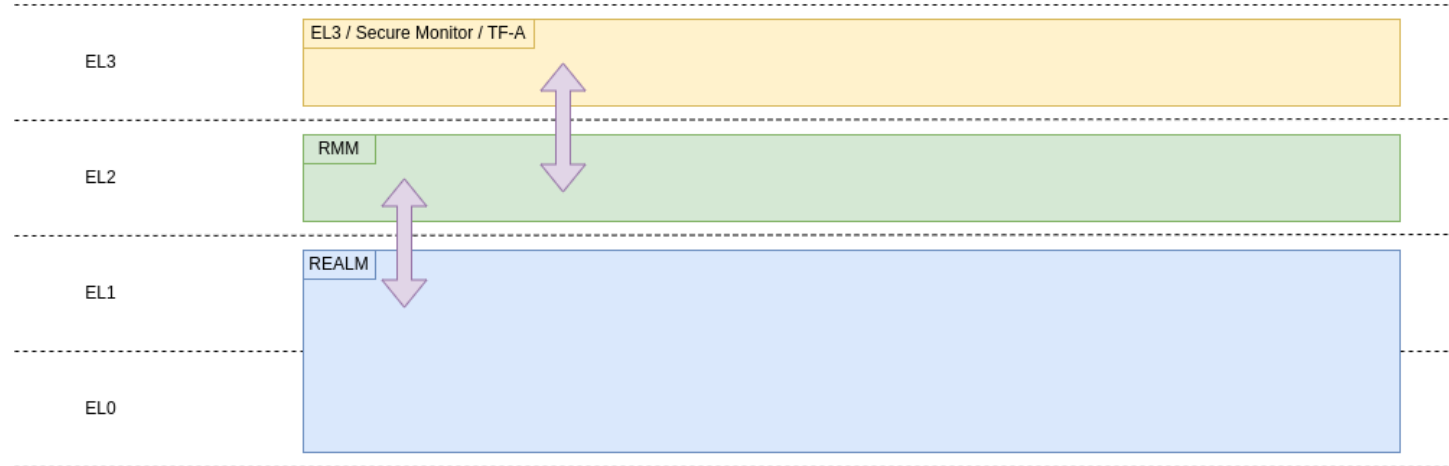 EL3 / Secure Monitor / TF-A
EL3
RMM
EL2
REALM
EL1
EL0